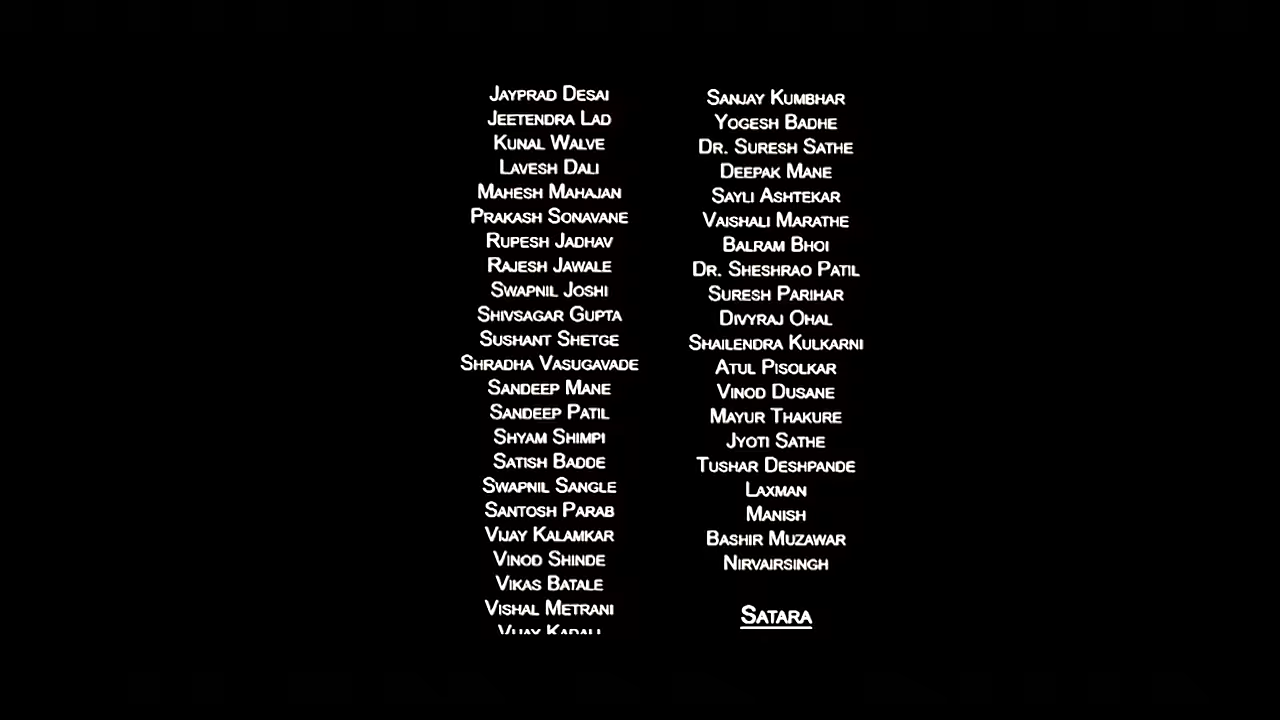 Jayprad Desai
Jeetendra Lad
Kunal Walve
Lavesh Dali
Mahesh Mahajan
Prakash Sonavane
Rupesh Jadhav
Rajesh Jawale
Swapnil Joshi
Shivsagar Gupta
Sushant Shetge
Shradha Vasugavade
Sandeep Mane
Sandeep Patil
Shyam Shimpi
Satish Badde
Swapnil Sangle
Santosh Parab
Vijay Kalamkar
Vinod Shinde
Vikas Batale
Vishal Metrani
Vijay
Sanjay Kumbhar
Yogesh Badhe
Dr. Suresh Sathe
Deepak Mane
Sayli Ashtekar
Vaishali Marathe
Balram Bhoi
Dr. Sheshrao Patil
Suresh Parihar
Divyraj Ohal
Shailendra Kulkarni
Atul Pisolkar
Vinod Dusane
Mayur Thakure
Jyoti Sathe
Tushar Deshpande
Laxman
Manish
Bashir Muzawar
Nirvairsingh
Satara